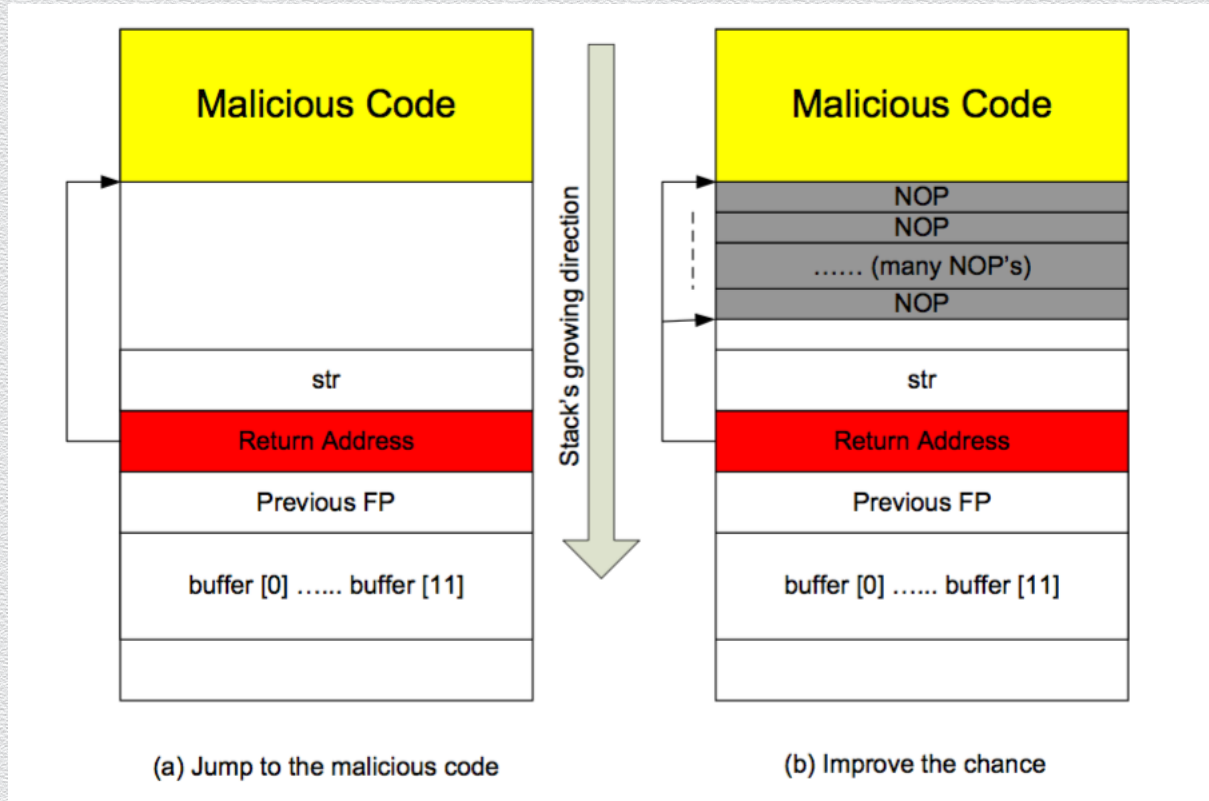 Malicious Code
str
Return Address
Previous FP
buffer [0] …... buffer [11]
(a) Jump to the malicious code
Stack's growing direction
Malicious Code
NOP
NOP
…... (many NOP's)
NOP
str
Return Address
Previous FP
buffer [0] …... buffer [11]
(b) Improve the chance